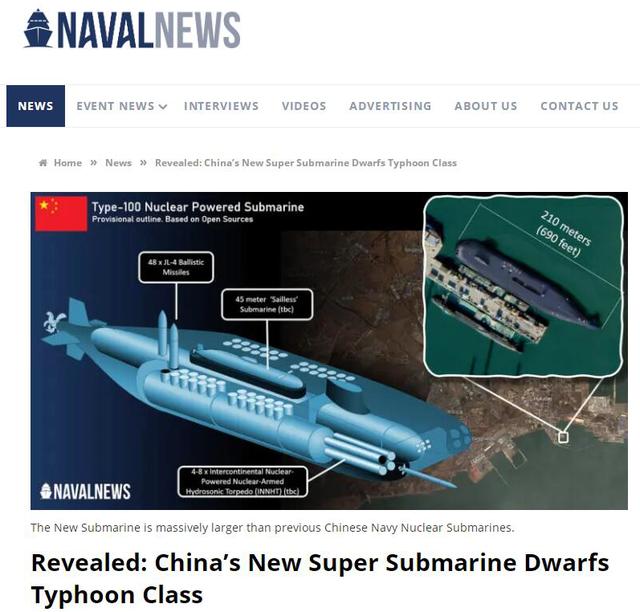 NAVALNEWS
NEWS EVENT NEWS INTERVIEWS VIDEOS ADVERTISING ABOUT US CONTACT US
Home » News » Revealed: China's New Super Submarine Dwarfs Typhoon Class
Type-100 Nuclear Powered Submarine
Provisional outline. Based on Open Sources
210 meters
(690 feet)
48 x JL-4 Ballistic
Missiles
45 meter 'Sailless'
Submarine (tbc)
4-8 x Intercontinental Nuclear-
Powered Nuclear-Armed
Hydrosonic Torpedo (INNHT) (tbc)
NAVALNEWS
The New Submarine is massively larger than previous Chinese Navy Nuclear Submarines.
Revealed: China's New Super Submarine Dwarfs
Typhoon Class